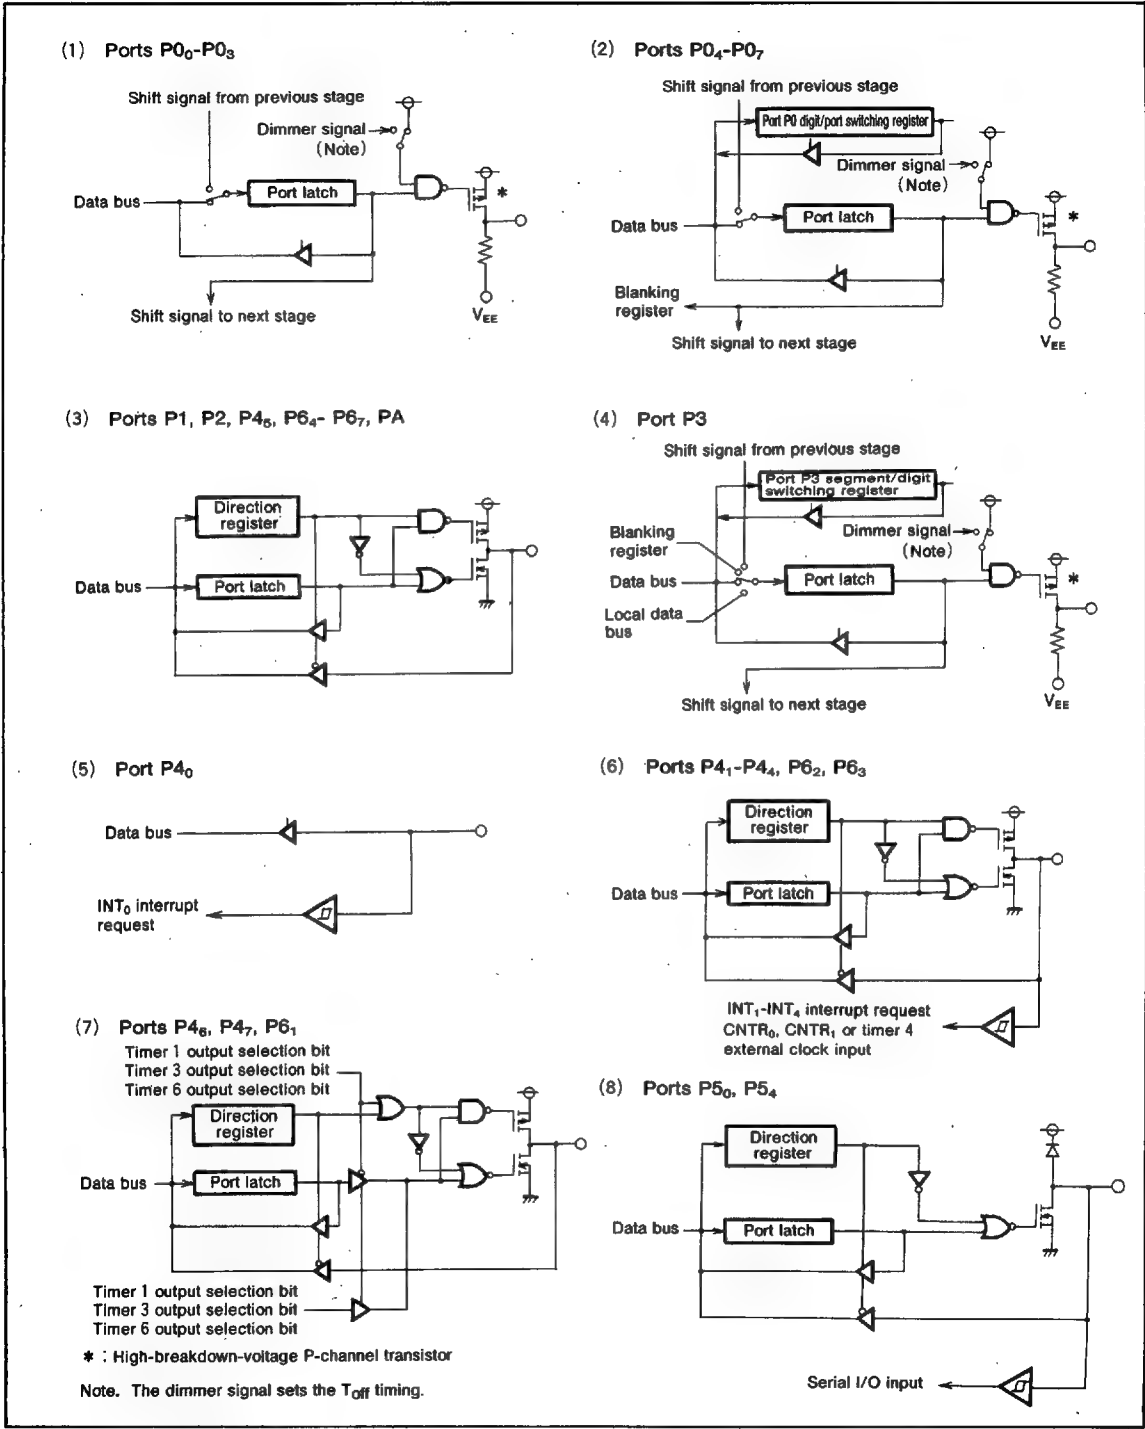 (1) Ports P0₀-P0₃
Shift signal from previous stage
Dimmer signal
(Note)
Data bus
Port latch
*
Shift signal to next stage
VEE
(2) Ports P0₄-P0₇
Shift signal from previous stage
Port P0 digit/port switching register
Dimmer signal
(Note)
Data bus
Port latch
*
Blanking
register
Shift signal to next stage
VEE
(3) Ports P1, P2, P4₅, P6₄- P6₇, PA
Direction
register
Data bus
Port latch
(4) Port P3
Shift signal from previous stage
Port P3 segment/digit
switching register
Blanking
register
Dimmer signal
(Note)
Data bus
Port latch
*
Local data
bus
Shift signal to next stage
VEE
(5) Port P4₀
Data bus
INT₀ interrupt
request
(6) Ports P4₁-P4₄, P6₂, P6₃
Direction
register
Data bus
Port latch
INT₁-INT₄ interrupt request
CNTR₀, CNTR₁ or timer 4
external clock input
(7) Ports P4₆, P4₇, P6₁
Timer 1 output selection bit
Timer 3 output selection bit
Timer 6 output selection bit
Direction
register
Data bus
Port latch
Timer 1 output selection bit
Timer 3 output selection bit
Timer 6 output selection bit
(8) Ports P5₀, P5₄
Direction
register
Data bus
Port latch
Serial I/O input
* : High-breakdown-voltage P-channel transistor
Note. The dimmer signal sets the Toff timing.